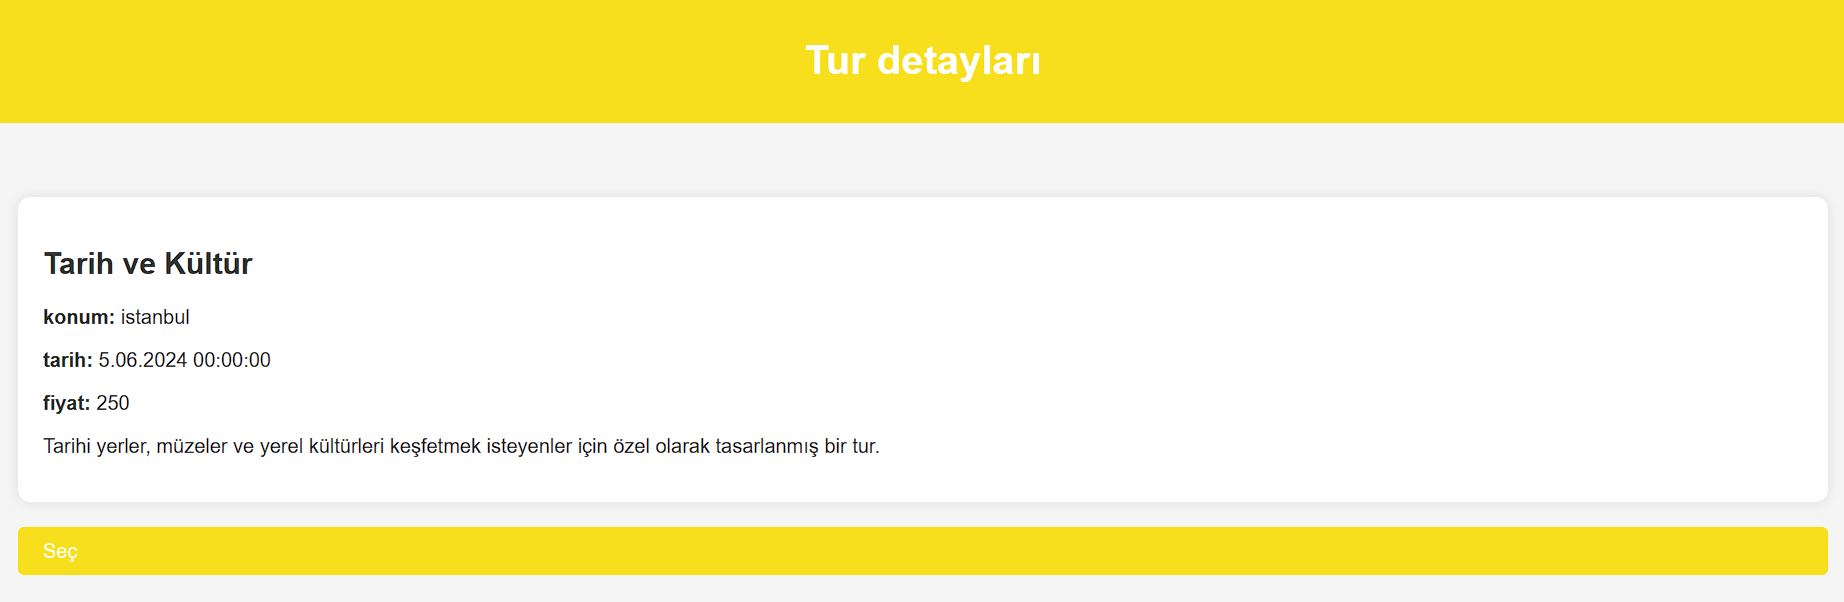 Tur detayları
Tarih ve Kültür
konum: istanbul
tarih: 5.06.2024 00:00:00
fiyat: 250
Tarihi yerler, müzeler ve yerel kültürleri keşfetmek isteyenler için özel olarak tasarlanmış bir tur.
Seç